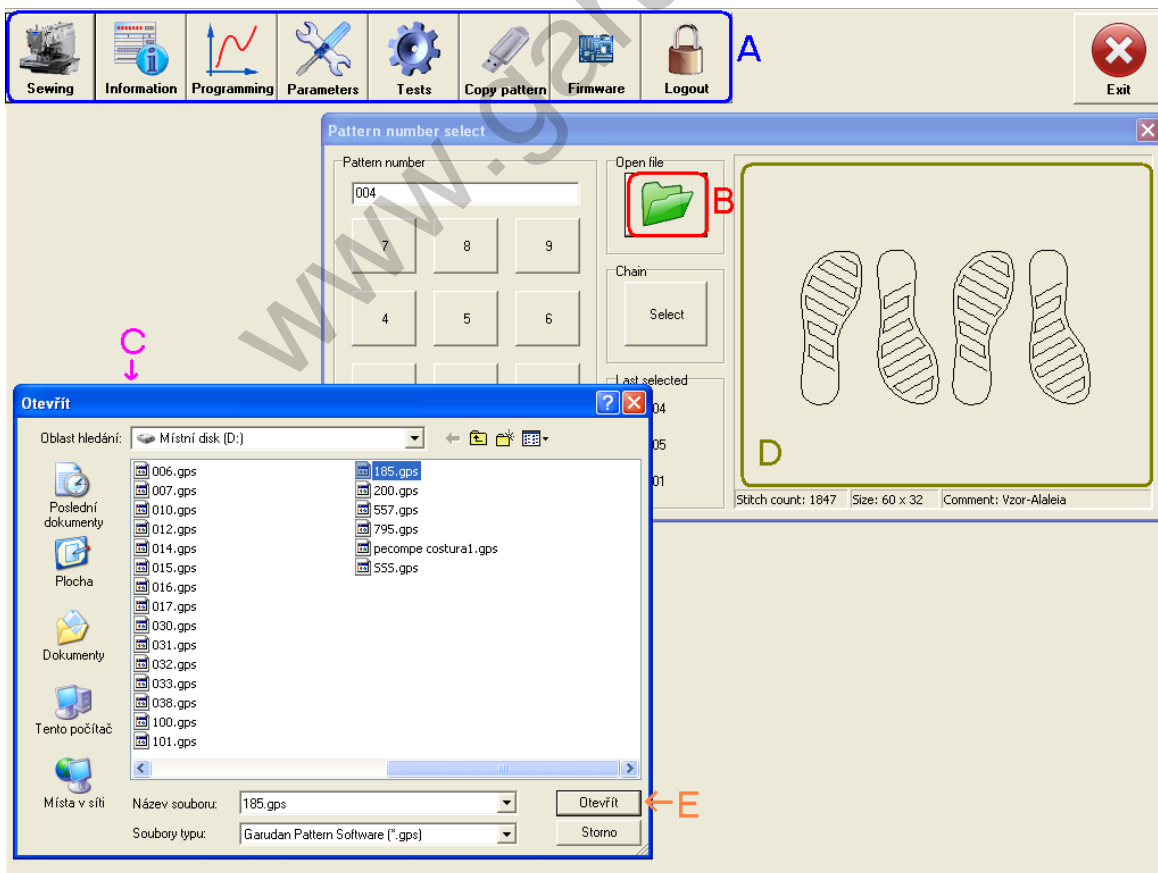 Sewing Information Programming Parameters Tests Copy pattern Firmware Logout A Exit
Pattern number select
Pattern number
Open file
004
B
7 8 9
Chain
4 5 6
Select
C
Last selected
04
05
01
D
Stitch count: 1847 Size: 60 x 32 Comment: Vzor-Alaleia
Otevřít
Oblast hledání: Místní disk (D:)
Poslední
dokumenty
Plocha
Dokumenty
Tento počítač
Místa v síti
006.gps
007.gps
010.gps
012.gps
014.gps
015.gps
016.gps
017.gps
030.gps
031.gps
032.gps
033.gps
038.gps
100.gps
101.gps
185.gps
200.gps
557.gps
795.gps
pecompe costura1.gps
555.gps
Název souboru: 185.gps Otevřít E
Soubory typu: Garudan Pattern Software (*.gps) Storno